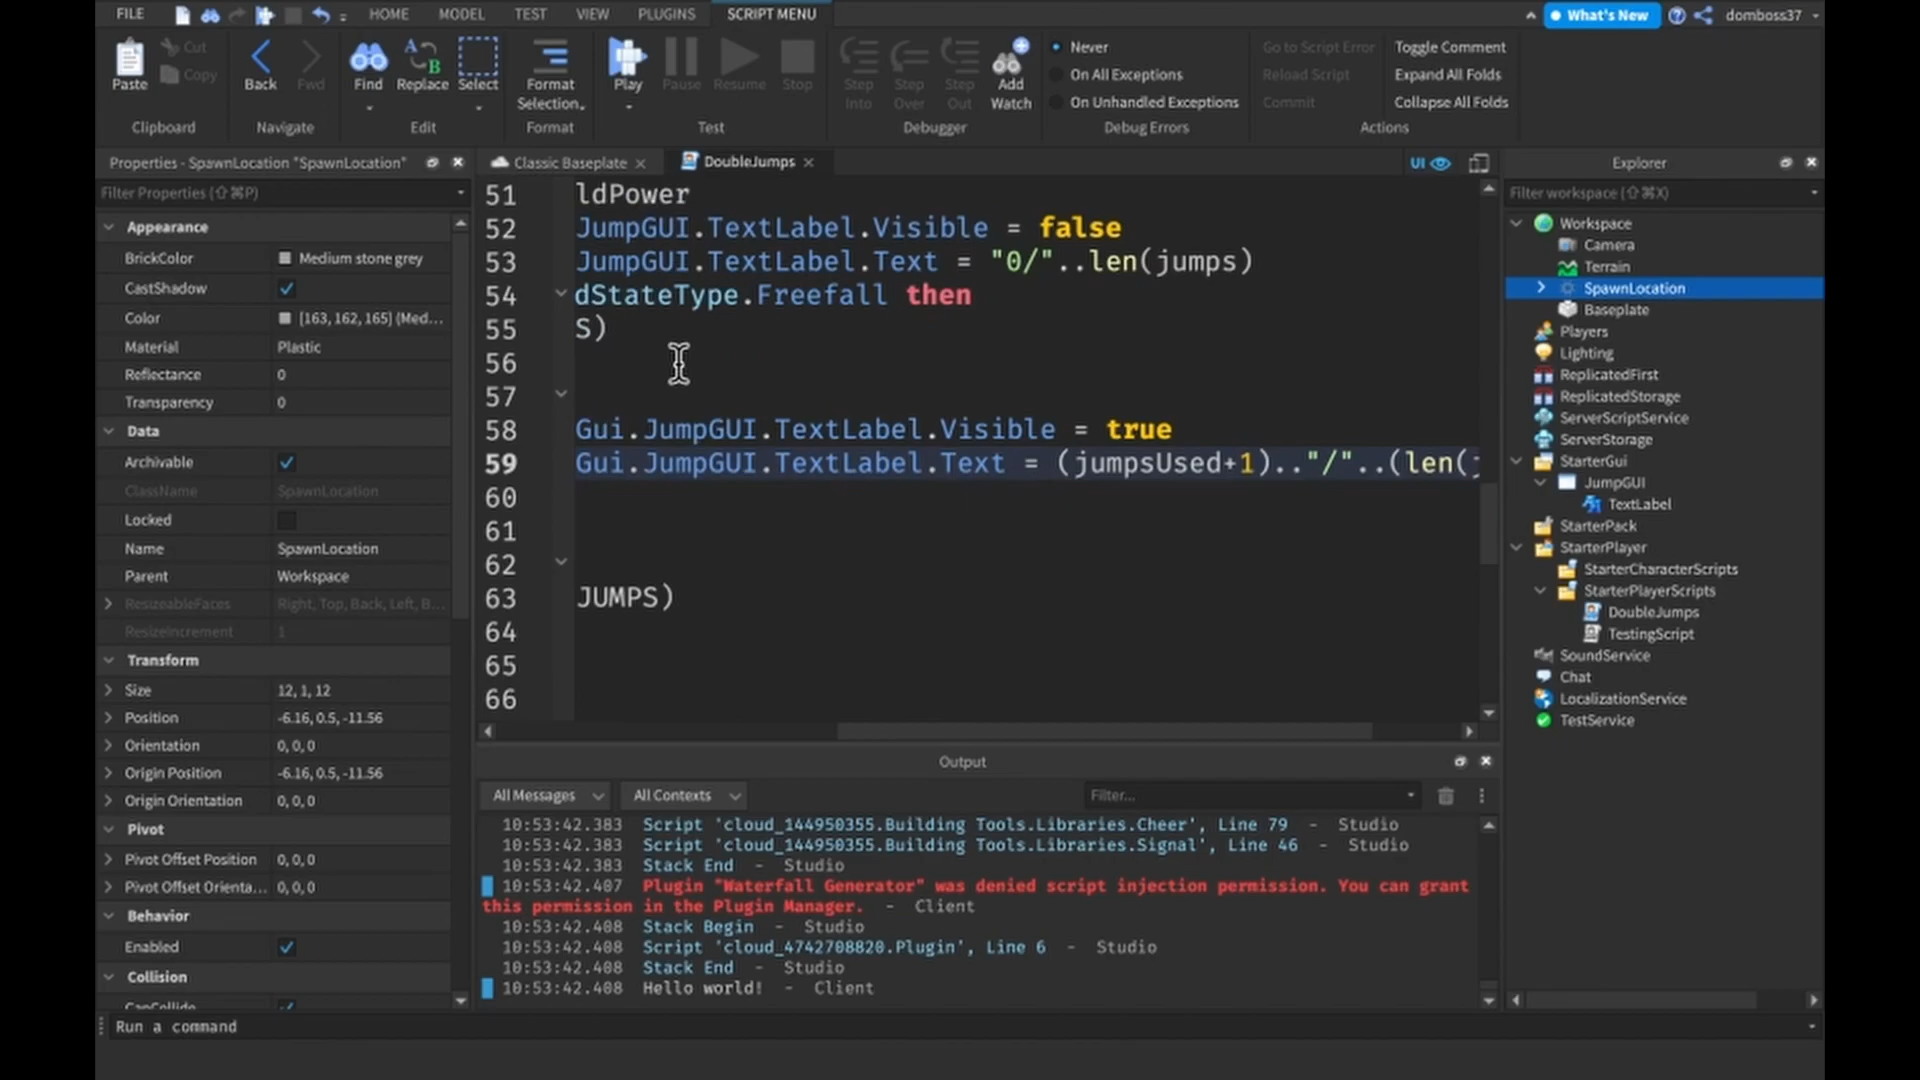 FILE HOME MODEL TEST VIEW PLUGINS SCRIPT MENU What's New domboss37
Paste Cut Copy Back Fwd Find Replace Select Format Selection Play Pause Resume Stop Step Into Step Over Step Out Add Watch
Never Go to Script Error Toggle Comment
On All Exceptions Reload Script Expand All Folds
On Unhandled Exceptions Commit Collapse All Folds
Clipboard Navigate Edit Format Test Debugger Debug Errors Actions
Properties - SpawnLocation "SpawnLocation"
Filter Properties (⇧⌘P)
Appearance
BrickColor Medium stone grey
CastShadow
Color [163, 162, 165] (Med...
Material Plastic
Reflectance 0
Transparency 0
Data
Archivable
ClassName SpawnLocation
Locked
Name SpawnLocation
Parent Workspace
ResizeableFaces Right, Top, Back, Left, B...
ResizeIncrement 1
Transform
Size 12, 1, 12
Position -6.16, 0.5, -11.56
Orientation 0, 0, 0
Origin Position -6.16, 0.5, -11.56
Origin Orientation 0, 0, 0
Pivot
Pivot Offset Position 0, 0, 0
Pivot Offset Orienta... 0, 0, 0
Behavior
Enabled
Collision
CanCollide
Classic Baseplate DoubleJumps UI
51 ldPower
52 JumpGUI.TextLabel.Visible = false
53 JumpGUI.TextLabel.Text = "0/"..len(jumps)
54 dStateType.Freefall then
55 S)
56
57
58 Gui.JumpGUI.TextLabel.Visible = true
59 Gui.JumpGUI.TextLabel.Text = (jumpsUsed+1).."/"..(len(j
60
61
62
63 JUMPS)
64
65
66
Output
All Messages All Contexts Filter...
10:53:42.383 Script 'cloud_144950355.Building Tools.Libraries.Cheer', Line 79 - Studio
10:53:42.383 Script 'cloud_144950355.Building Tools.Libraries.Signal', Line 46 - Studio
10:53:42.383 Stack End - Studio
10:53:42.407 Plugin "Waterfall Generator" was denied script injection permission. You can grant
this permission in the Plugin Manager. - Client
10:53:42.408 Stack Begin - Studio
10:53:42.408 Script 'cloud_4742708820.Plugin', Line 6 - Studio
10:53:42.408 Stack End - Studio
10:53:42.408 Hello world! - Client
Run a command
Explorer
Filter workspace (⇧⌘X)
Workspace
Camera
Terrain
SpawnLocation
Baseplate
Players
Lighting
ReplicatedFirst
ReplicatedStorage
ServerScriptService
ServerStorage
StarterGui
JumpGUI
TextLabel
StarterPack
StarterPlayer
StarterCharacterScripts
StarterPlayerScripts
DoubleJumps
TestingScript
SoundService
Chat
LocalizationService
TestService